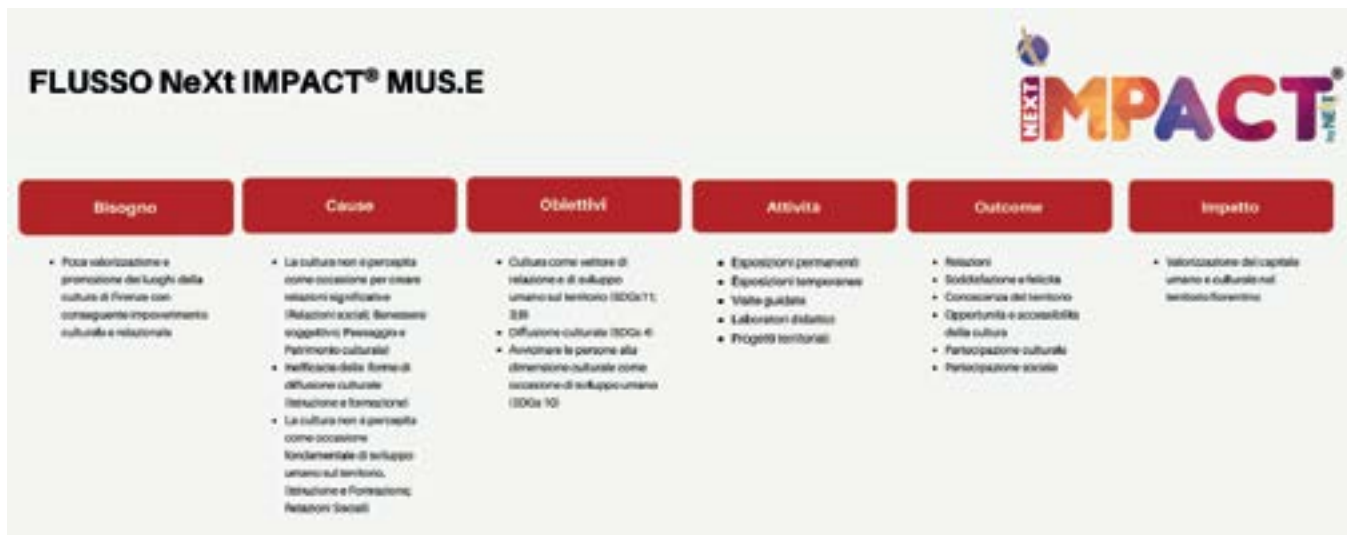 FLUSSO NeXt IMPACT® MUS.E
NEXT
IMPACT®
by NEXT
Bisogno
• Poca valorizzazione e
promozione dei luoghi della
cultura di Firenze con
conseguente impoverimento
culturale e relazionale
Cause
• La cultura non è percepita
come occasione per creare
relazioni significative
(Relazioni sociali; Benessere
soggettivo; Paesaggio e
Patrimonio culturale)
• Inefficacia delle forme di
diffusione culturale
(Istruzione e formazione)
• La cultura non è percepita
come occasione
fondamentale di sviluppo
umano sul territorio.
(Istruzione e Formazione;
Relazioni Sociali)
Obiettivi
• Cultura come vettore di
relazione e di sviluppo
umano sul territorio (SDGs 11;
• Diffusione culturale (SDGs 4)
• Avvicinare le persone alla
dimensione culturale come
occasione di sviluppo umano
(SDGs 10)
Attività
• Esposizioni permanenti
• Esposizioni temporanee
• Visite guidate
• Laboratori didattici
• Progetti territoriali
Outcome
• Relazioni
• Soddisfazione e felicità
• Conoscenza del territorio
• Opportunità e accessibilità
della cultura
• Partecipazione culturale
• Partecipazione sociale
Impatto
• Valorizzazione del capitale
umano e culturale nel
territorio fiorentino